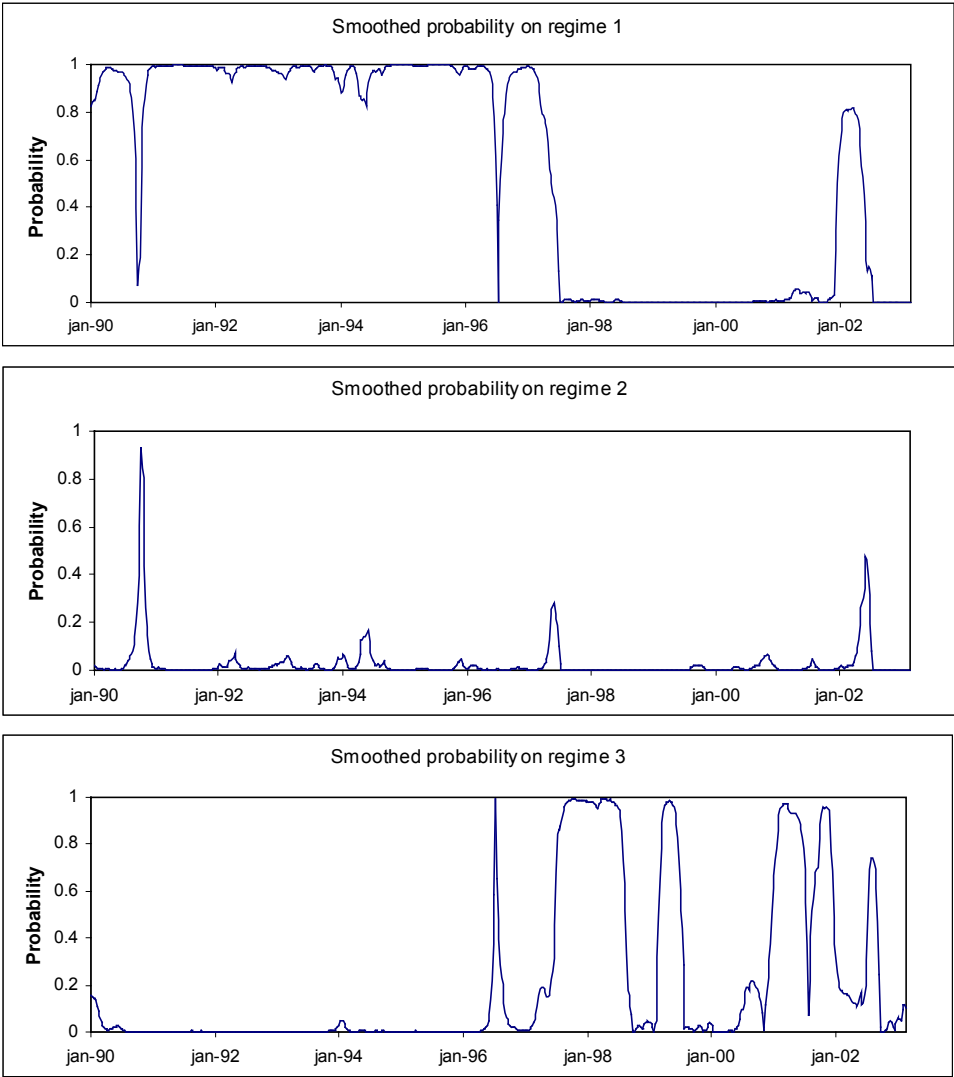 Smoothed probability on regime 1
1
0.8
0.6
0.4
0.2
0
Probability
jan-90 jan-92 jan-94 jan-96 jan-98 jan-00 jan-02
Smoothed probability on regime 2
1
0.8
0.6
0.4
0.2
0
Probability
jan-90 jan-92 jan-94 jan-96 jan-98 jan-00 jan-02
Smoothed probability on regime 3
1
0.8
0.6
0.4
0.2
0
Probability
jan-90 jan-92 jan-94 jan-96 jan-98 jan-00 jan-02